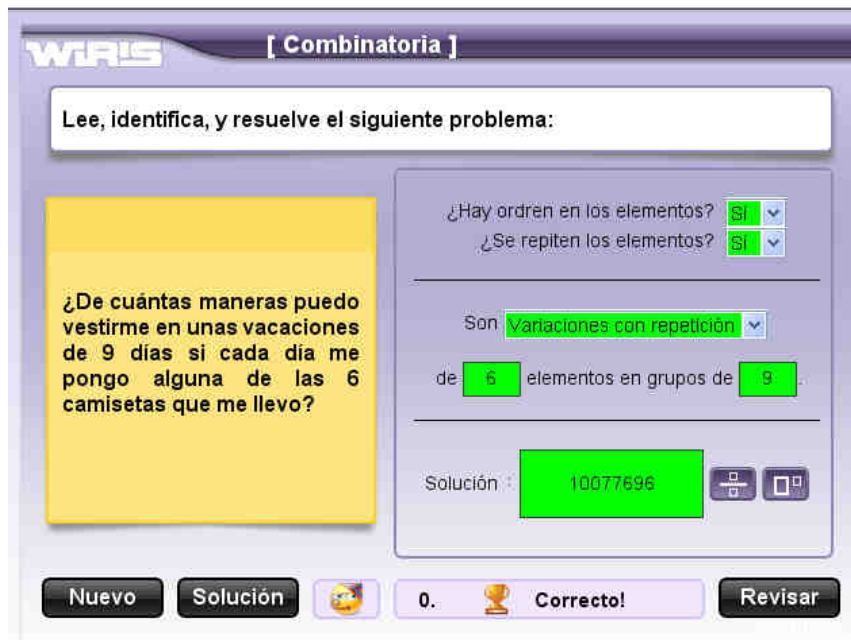 WIRIS
[ Combinatoria ]
Lee, identifica, y resuelve el siguiente problema:
¿De cuántas maneras puedo
vestirme en unas vacaciones
de 9 días si cada día me
pongo alguna de las 6
camisetas que me llevo?
¿Hay ordren en los elementos? Sí
¿Se repiten los elementos? Sí
Son Variaciones con repetición
de 6 elementos en grupos de 9.
Solución : 10077696
Nuevo Solución 0. Correcto! Revisar